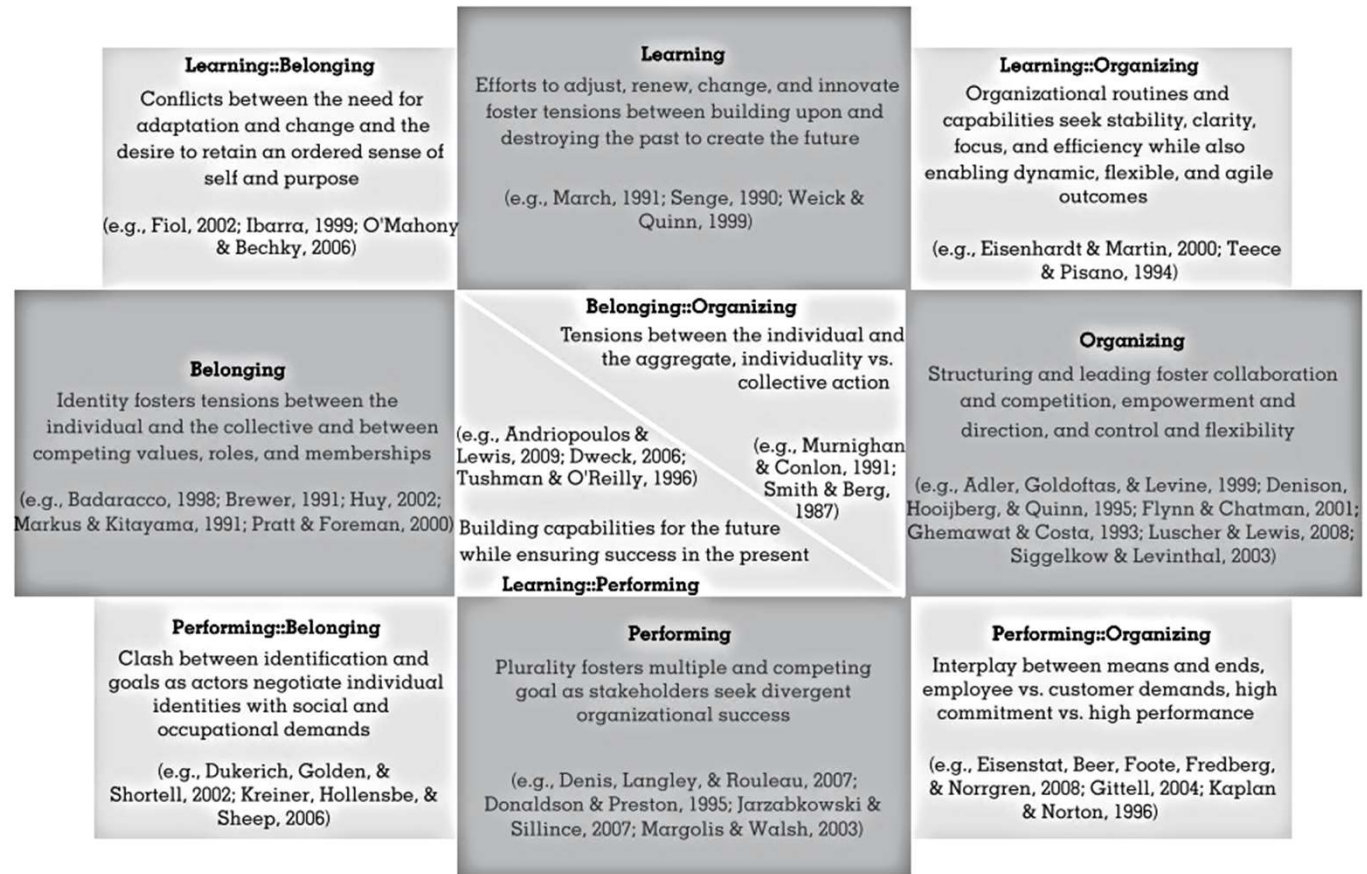 Learning::Belonging
Conflicts between the need for
adaptation and change and the
desire to retain an ordered sense of
self and purpose
(e.g., Fiol, 2002; Ibarra, 1999; O'Mahony
& Bechky, 2006)
Learning
Efforts to adjust, renew, change, and innovate
foster tensions between building upon and
destroying the past to create the future
(e.g., March, 1991; Senge, 1990; Weick &
Quinn, 1999)
Learning::Organizing
Organizational routines and
capabilities seek stability, clarity,
focus, and efficiency while also
enabling dynamic, flexible, and agile
outcomes
(e.g., Eisenhardt & Martin, 2000; Teece
& Pisano, 1994)
Belonging
Identity fosters tensions between the
individual and the collective and between
competing values, roles, and memberships
(e.g., Badaracco, 1998; Brewer, 1991; Huy, 2002;
Markus & Kitayama, 1991; Pratt & Foreman, 2000)
Belonging::Organizing
Tensions between the individual and
the aggregate, individuality vs.
collective action
(e.g., Murnighan
& Conlon, 1991;
Smith & Berg,
1987)
(e.g., Andriopoulos &
Lewis, 2009; Dweck, 2006;
Tushman & O'Reilly, 1996)
Building capabilities for the future
while ensuring success in the present
Learning::Performing
Organizing
Structuring and leading foster collaboration
and competition, empowerment and
direction, and control and flexibility
(e.g., Adler, Goldoftas, & Levine, 1999; Denison,
Hooijberg, & Quinn, 1995; Flynn & Chatman, 2001;
Ghemawat & Costa, 1993; Luscher & Lewis, 2008;
Siggelkow & Levinthal, 2003)
Performing::Belonging
Clash between identification and
goals as actors negotiate individual
identities with social and
occupational demands
(e.g., Dukerich, Golden, &
Shortell, 2002; Kreiner, Hollensbe, &
Sheep, 2006)
Performing
Plurality fosters multiple and competing
goal as stakeholders seek divergent
organizational success
(e.g., Denis, Langley, & Rouleau, 2007;
Donaldson & Preston, 1995; Jarzabkowski &
Sillince, 2007; Margolis & Walsh, 2003)
Performing::Organizing
Interplay between means and ends,
employee vs. customer demands, high
commitment vs. high performance
(e.g., Eisenstat, Beer, Foote, Fredberg,
& Norrgren, 2008; Gittell, 2004; Kaplan
& Norton, 1996)